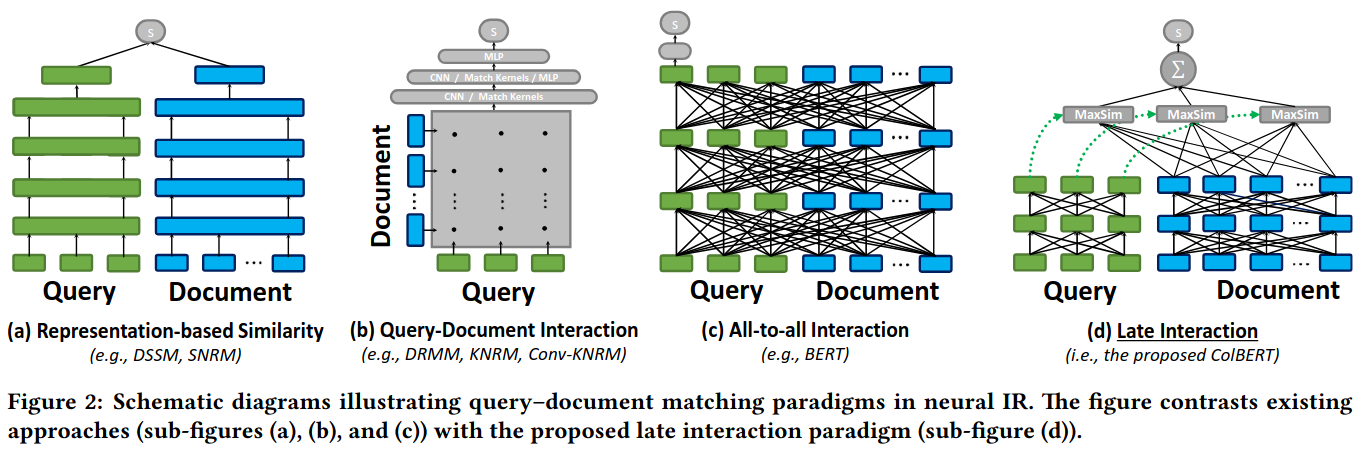 S
Query
Document
(a) Representation-based Similarity
(e.g., DSSM, SNRM)
S
MLP
CNN / Match Kernels / MLP
CNN / Match Kernels
Document
Query
(b) Query-Document Interaction
(e.g., DRMM, KNRM, Conv-KNRM)
S
Query
Document
(c) All-to-all Interaction
(e.g., BERT)
S
Σ
MaxSim
MaxSim
MaxSim
Query
Document
(d) Late Interaction
(i.e., the proposed ColBERT)
Figure 2: Schematic diagrams illustrating query–document matching paradigms in neural IR. The figure contrasts existing
approaches (sub-figures (a), (b), and (c)) with the proposed late interaction paradigm (sub-figure (d)).